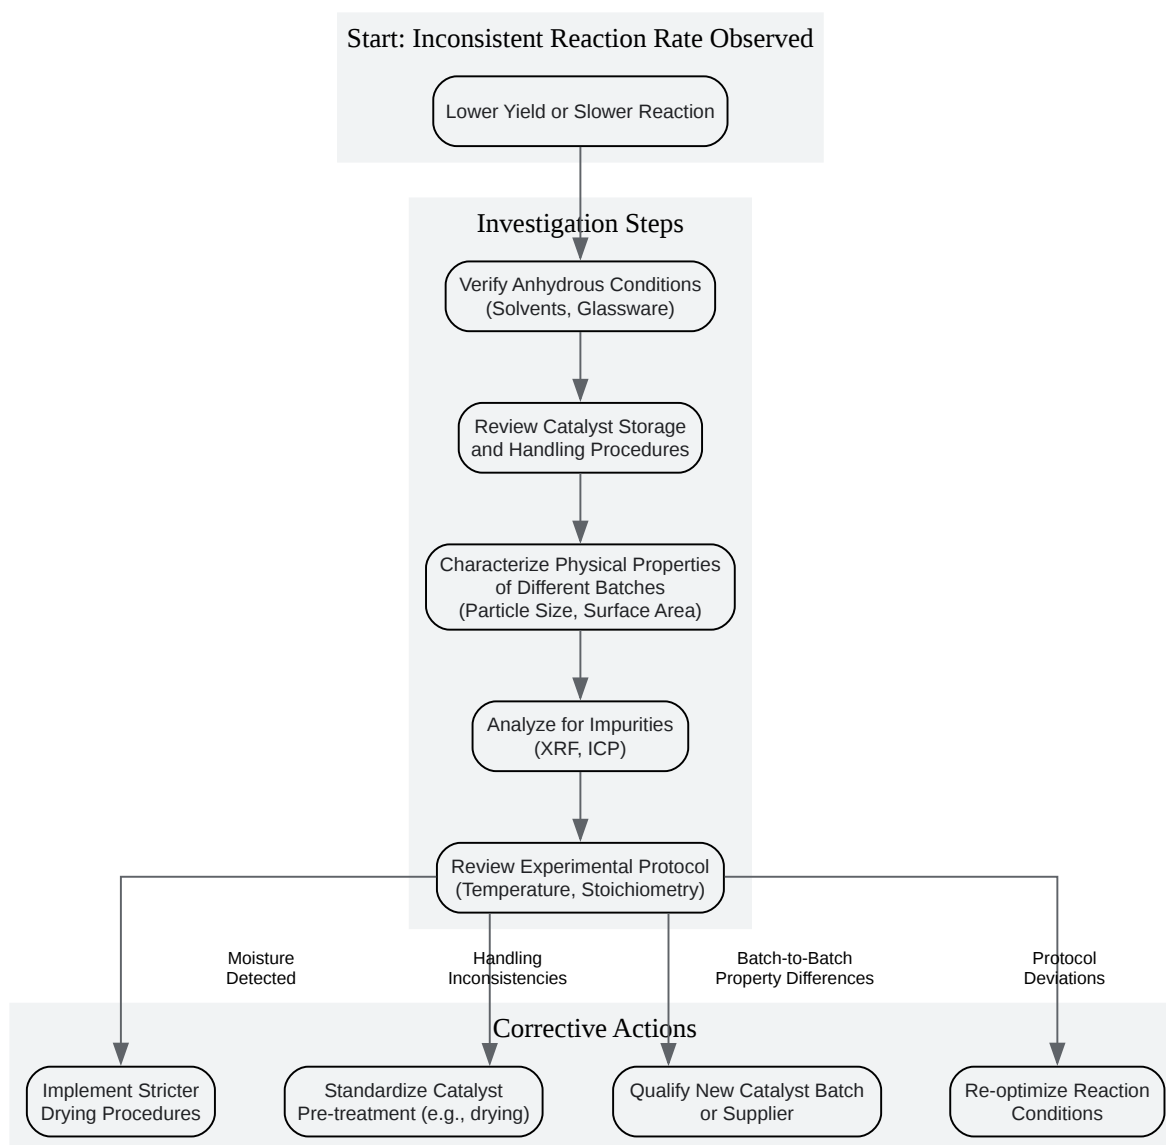 Start: Inconsistent Reaction Rate Observed
Lower Yield or Slower Reaction
Investigation Steps
Verify Anhydrous Conditions
(Solvents, Glassware)
Review Catalyst Storage
and Handling Procedures
Characterize Physical Properties
of Different Batches
(Particle Size, Surface Area)
Analyze for Impurities
(XRF, ICP)
Review Experimental Protocol
(Temperature, Stoichiometry)
Moisture
Detected
Handling
Inconsistencies
Batch-to-Batch
Property Differences
Protocol
Deviations
Corrective Actions
Implement Stricter
Drying Procedures
Standardize Catalyst
Pre-treatment (e.g., drying)
Qualify New Catalyst Batch
or Supplier
Re-optimize Reaction
Conditions